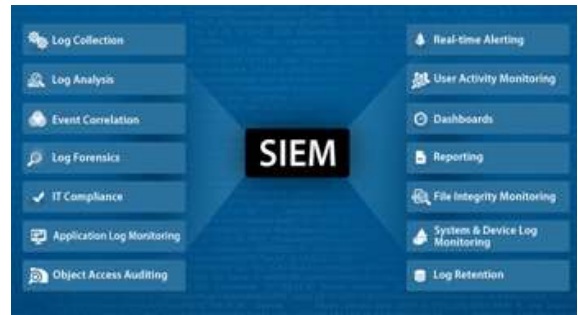 Log Collection
Log Analysis
Event Correlation
Log Forensics
IT Compliance
Application Log Monitoring
Object Access Auditing
SIEM
Real-time Alerting
User Activity Monitoring
Dashboards
Reporting
File Integrity Monitoring
System & Device Log
Monitoring
Log Retention